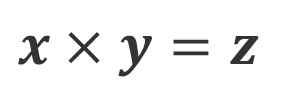 x × y = z